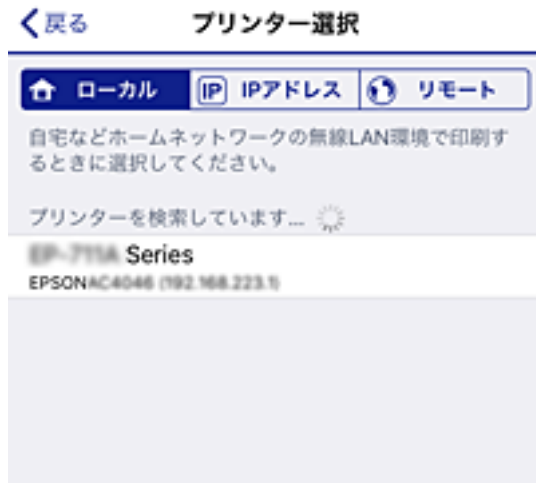 戻る
プリンター選択
ローカル
IP IPアドレス
リモート
自宅などホームネットワークの無線LAN環境で印刷す
るときに選択してください。
プリンターを検索しています...
Series
EPSON